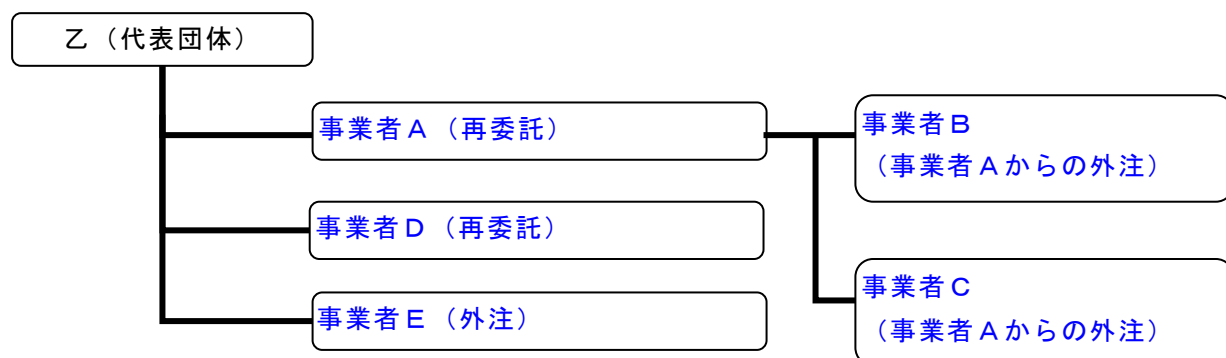 乙（代表団体）
事業者Ａ（再委託）
事業者Ｂ
（事業者Ａからの外注）
事業者Ｄ（再委託）
事業者Ｃ
（事業者Ａからの外注）
事業者Ｅ（外注）